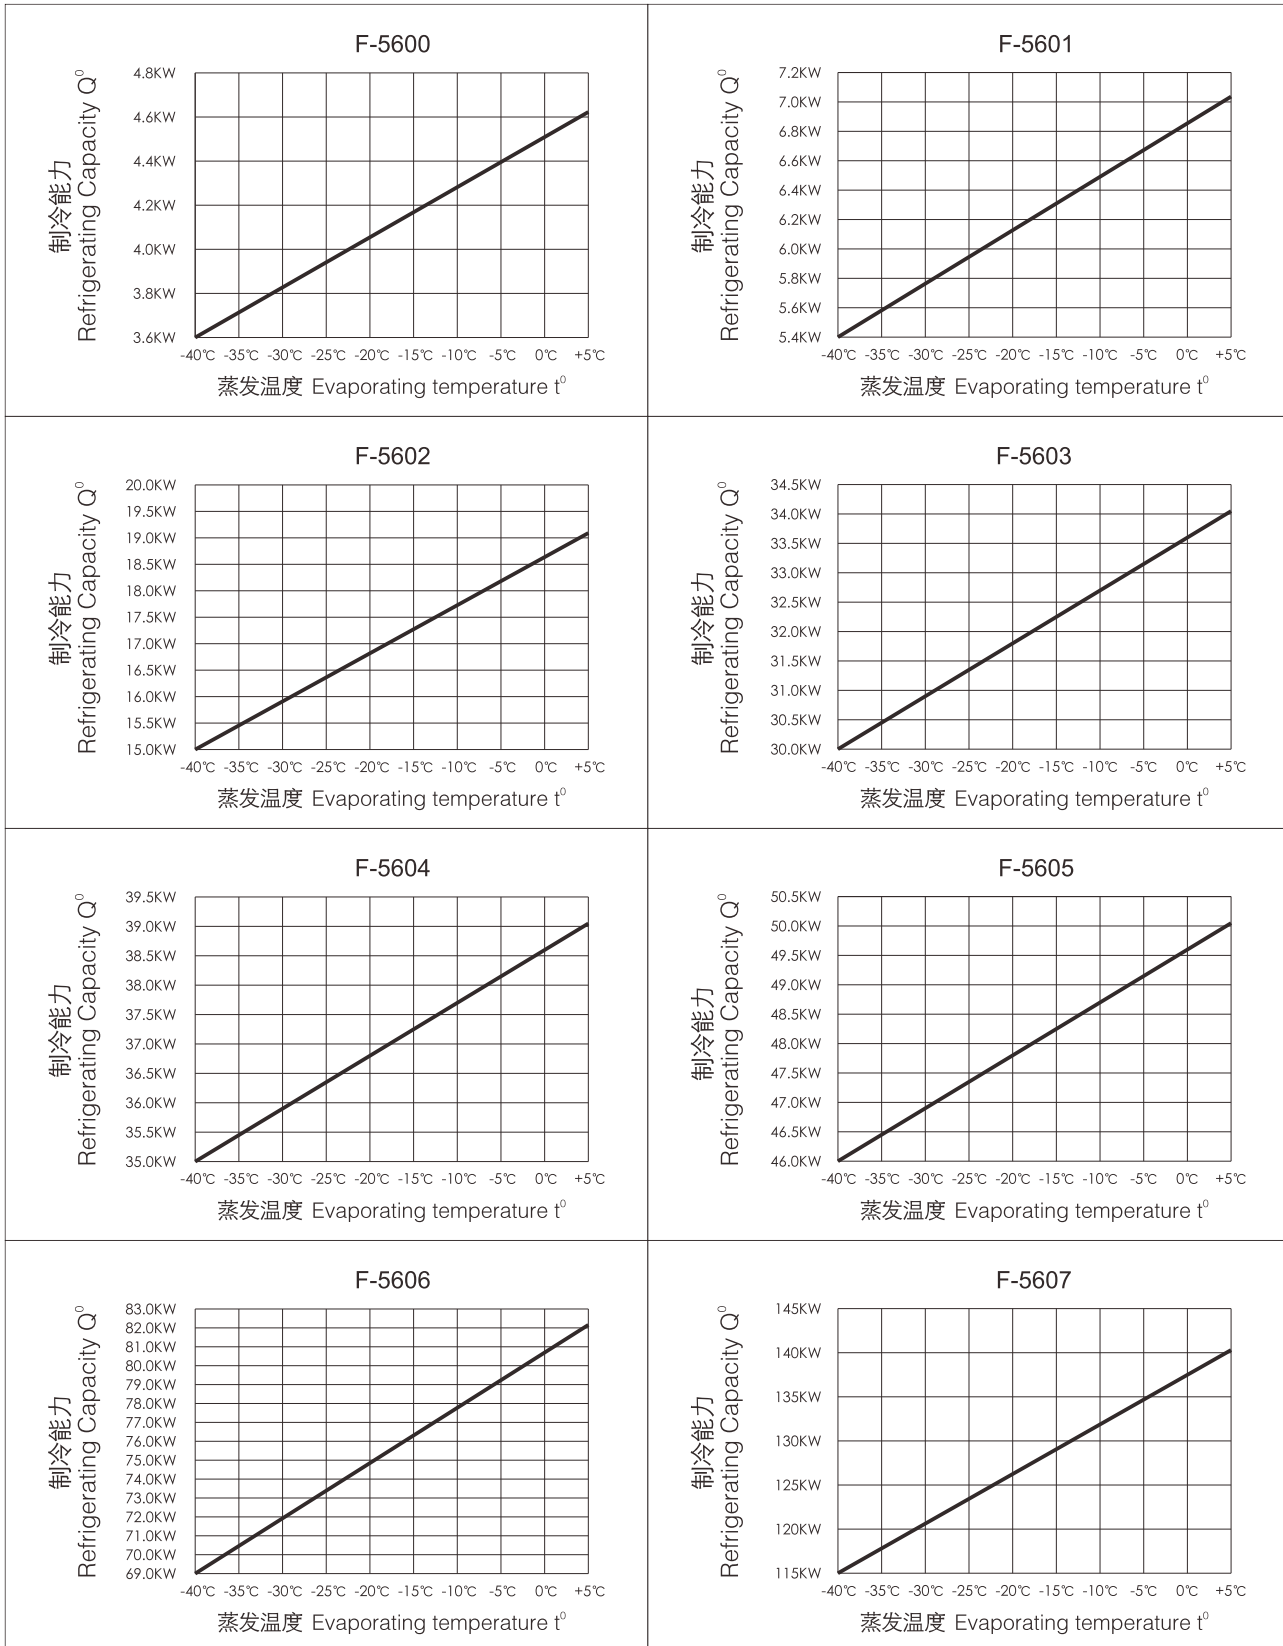 F-5600
制冷能力
Refrigerating Capacity Q⁰
4.8KW
4.6KW
4.4KW
4.2KW
4.0KW
3.8KW
3.6KW
-40℃ -35℃ -30℃ -25℃ -20℃ -15℃ -10℃ -5℃ 0℃ +5℃
蒸发温度 Evaporating temperature t⁰
F-5601
制冷能力
Refrigerating Capacity Q⁰
7.2KW
7.0KW
6.8KW
6.6KW
6.4KW
6.2KW
6.0KW
5.8KW
5.6KW
5.4KW
-40℃ -35℃ -30℃ -25℃ -20℃ -15℃ -10℃ -5℃ 0℃ +5℃
蒸发温度 Evaporating temperature t⁰
F-5602
制冷能力
Refrigerating Capacity Q⁰
20.0KW
19.5KW
19.0KW
18.5KW
18.0KW
17.5KW
17.0KW
16.5KW
16.0KW
15.5KW
15.0KW
-40℃ -35℃ -30℃ -25℃ -20℃ -15℃ -10℃ -5℃ 0℃ +5℃
蒸发温度 Evaporating temperature t⁰
F-5603
制冷能力
Refrigerating Capacity Q⁰
34.5KW
34.0KW
33.5KW
33.0KW
32.5KW
32.0KW
31.5KW
31.0KW
30.5KW
30.0KW
-40℃ -35℃ -30℃ -25℃ -20℃ -15℃ -10℃ -5℃ 0℃ +5℃
蒸发温度 Evaporating temperature t⁰
F-5604
制冷能力
Refrigerating Capacity Q⁰
39.5KW
39.0KW
38.5KW
38.0KW
37.5KW
37.0KW
36.5KW
36.0KW
35.5KW
35.0KW
-40℃ -35℃ -30℃ -25℃ -20℃ -15℃ -10℃ -5℃ 0℃ +5℃
蒸发温度 Evaporating temperature t⁰
F-5605
制冷能力
Refrigerating Capacity Q⁰
50.5KW
50.0KW
49.5KW
49.0KW
48.5KW
48.0KW
47.5KW
47.0KW
46.5KW
46.0KW
-40℃ -35℃ -30℃ -25℃ -20℃ -15℃ -10℃ -5℃ 0℃ +5℃
蒸发温度 Evaporating temperature t⁰
F-5606
制冷能力
Refrigerating Capacity Q⁰
83.0KW
82.0KW
81.0KW
80.0KW
79.0KW
78.0KW
77.0KW
76.0KW
75.0KW
74.0KW
73.0KW
72.0KW
71.0KW
70.0KW
69.0KW
-40℃ -35℃ -30℃ -25℃ -20℃ -15℃ -10℃ -5℃ 0℃ +5℃
蒸发温度 Evaporating temperature t⁰
F-5607
制冷能力
Refrigerating Capacity Q⁰
145KW
140KW
135KW
130KW
125KW
120KW
115KW
-40℃ -35℃ -30℃ -25℃ -20℃ -15℃ -10℃ -5℃ 0℃ +5℃
蒸发温度 Evaporating temperature t⁰